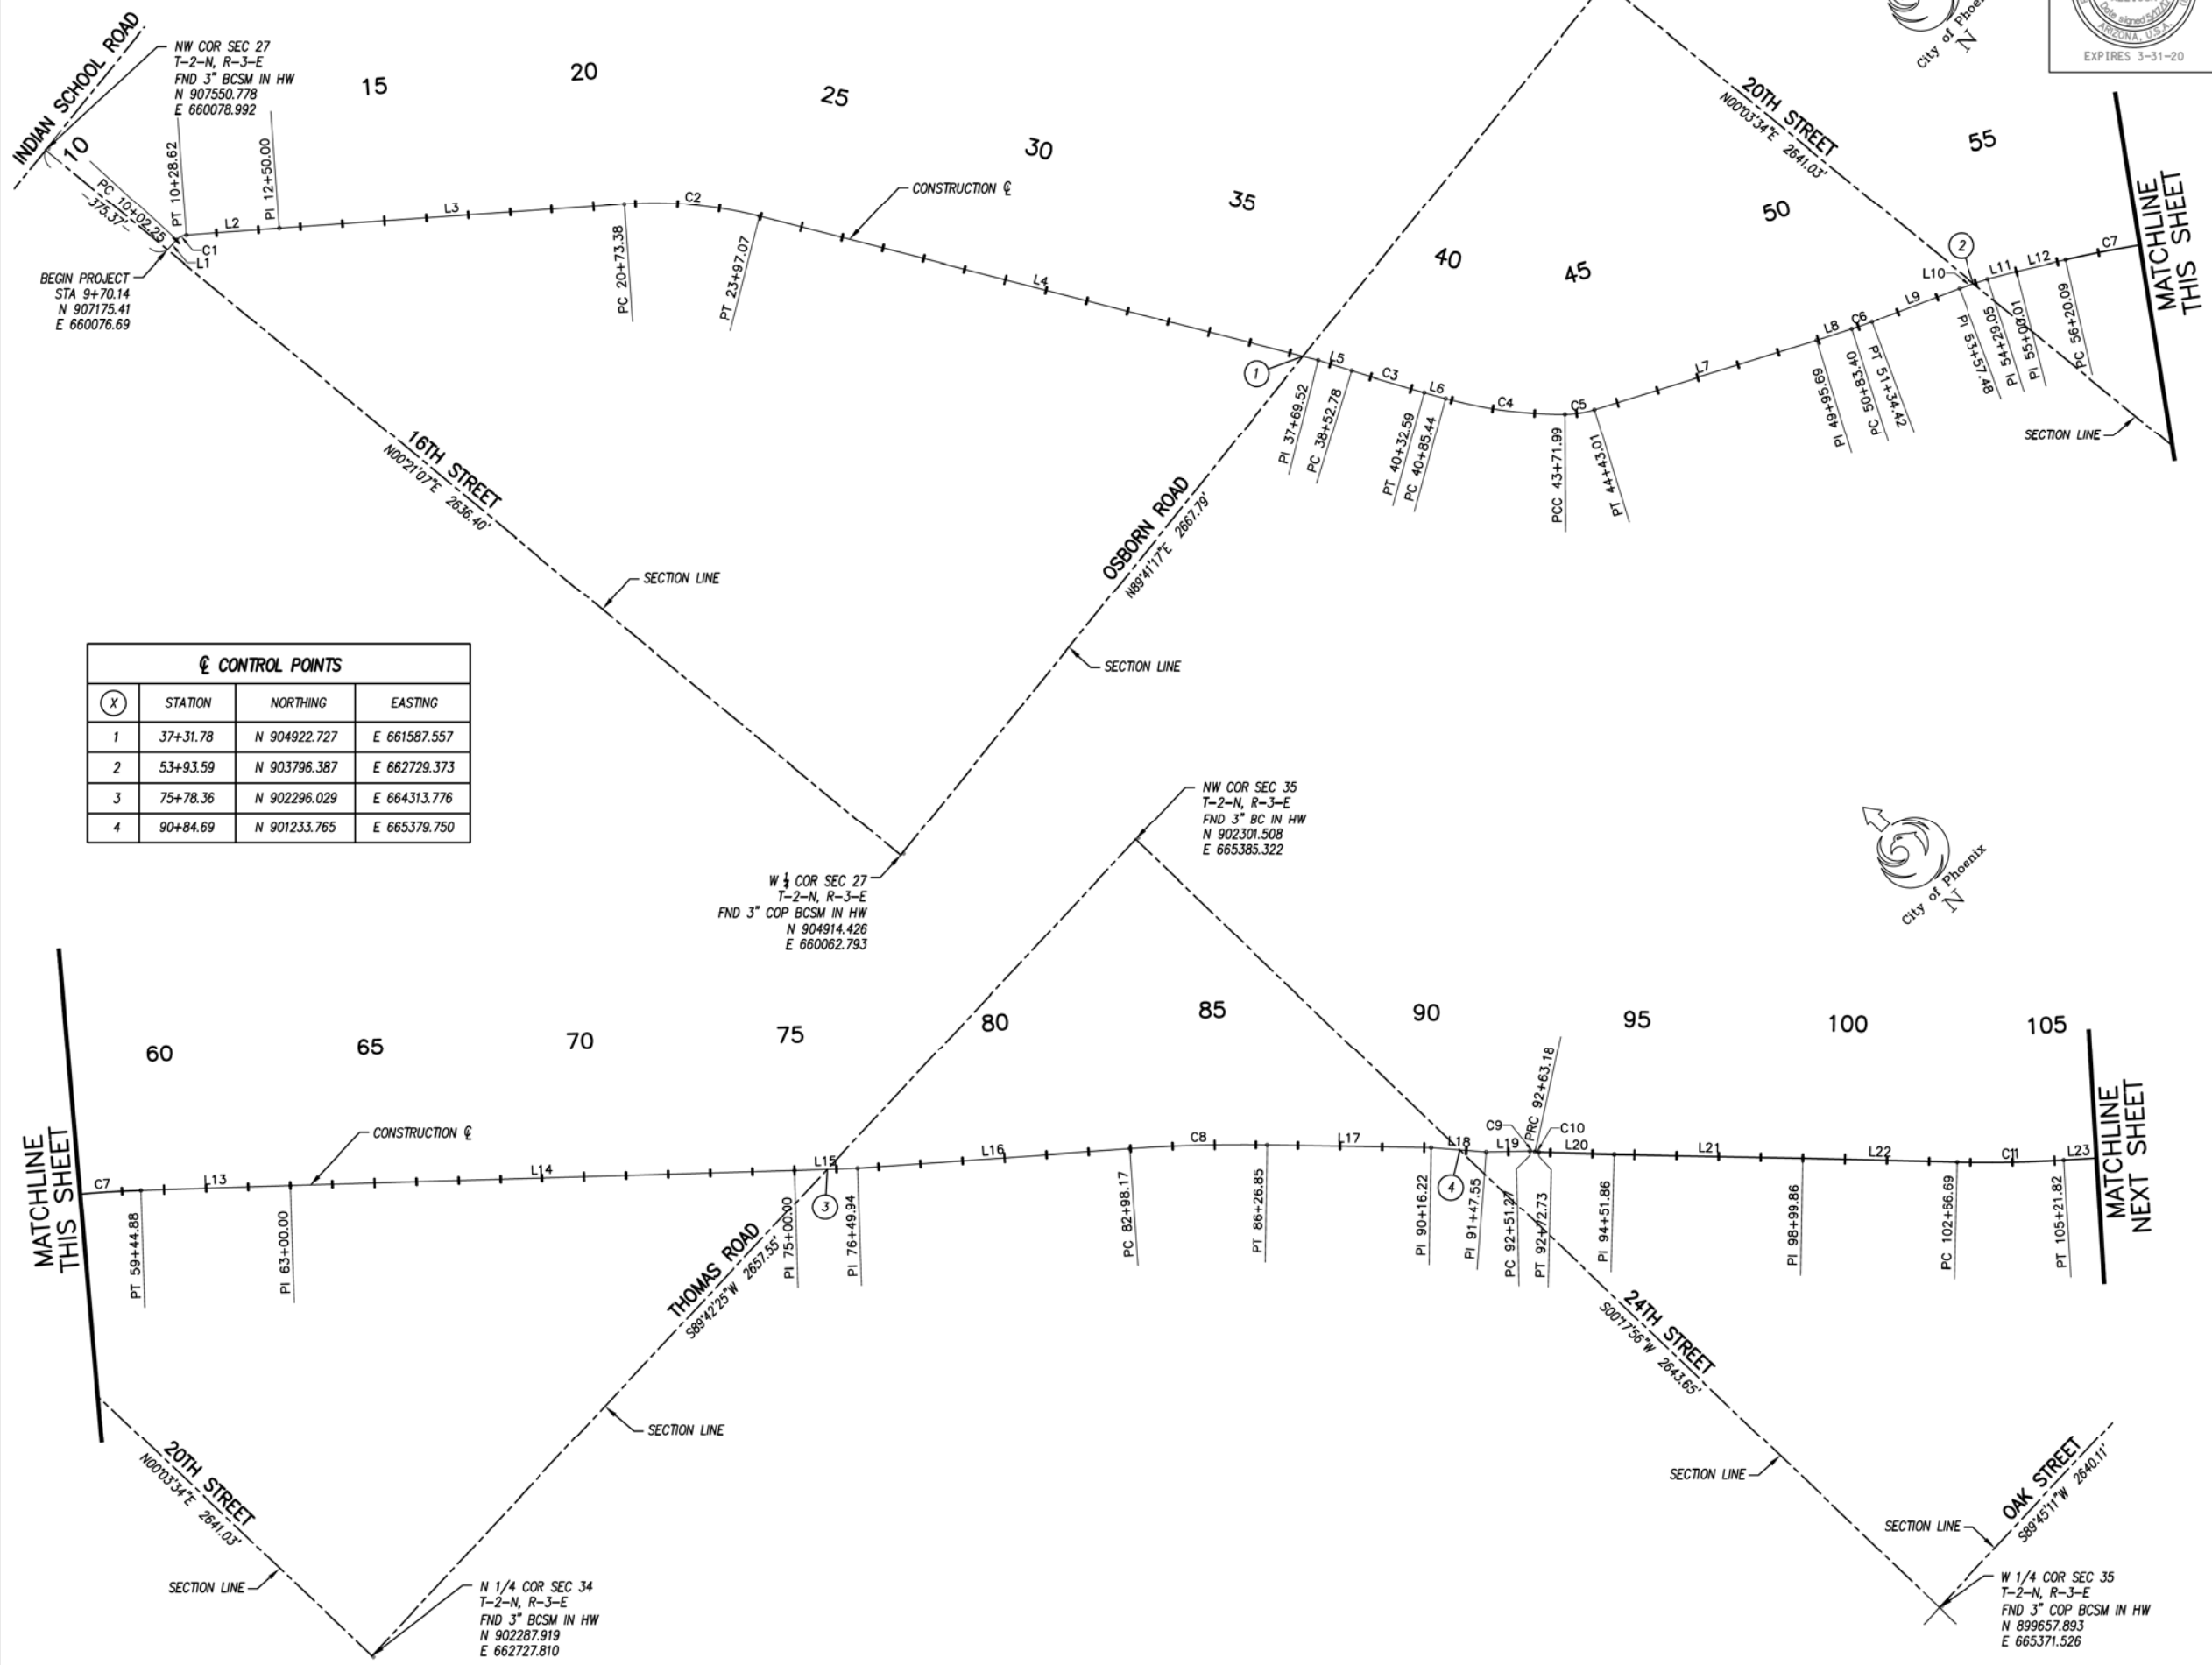 INDIAN SCHOOL ROAD
NW COR SEC 27
T-2-N, R-3-E
FND 3" BCSM IN HW
N 907550.778
E 660078.992
10
15
20
25
30
35
40
45
50
55
City of Phoenix
N
Date signed
ARIZONA, U.S.A.
EXPIRES 3-31-20
PC 10+02.25
-375.37'-
PT 10+28.62
PI 12+50.00
C1
L1
L2
L3
C2
CONSTRUCTION ℄
BEGIN PROJECT
STA 9+70.14
N 907175.41
E 660076.69
PC 20+73.38
PT 23+97.07
L4
1
L5
C3
L6
C4
C5
L7
L8
C6
L9
L10
2
L11
L12
C7
PI 37+69.52
PC 38+52.78
PT 40+32.59
PC 40+85.44
PCC 43+71.99
PT 44+43.01
PI 49+95.69
PC 50+83.40
PT 51+34.42
PI 53+57.48
PI 54+29.05
PI 55+00.01
PC 56+20.09
20TH STREET
N00°03'34"E 2641.03'
SECTION LINE
MATCHLINE
THIS SHEET
16TH STREET
N00°21'07"E 2636.40'
SECTION LINE
OSBORN ROAD
N89°41'17"E 2667.79'
SECTION LINE
℄ CONTROL POINTS
X STATION NORTHING EASTING
1 37+31.78 N 904922.727 E 661587.557
2 53+93.59 N 903796.387 E 662729.373
3 75+78.36 N 902296.029 E 664313.776
4 90+84.69 N 901233.765 E 665379.750
W ¼ COR SEC 27
T-2-N, R-3-E
FND 3" COP BCSM IN HW
N 904914.426
E 660062.793
NW COR SEC 35
T-2-N, R-3-E
FND 3" BC IN HW
N 902301.508
E 665385.322
City of Phoenix
N
60
65
70
75
80
85
90
95
100
105
MATCHLINE
THIS SHEET
C7
L13
CONSTRUCTION ℄
L14
L15
3
L16
C8
L17
L18
4
L19
C9
PRC 92+63.18
C10
L20
L21
L22
C11
L23
MATCHLINE
NEXT SHEET
PT 59+44.88
PI 63+00.00
PI 75+00.00
PI 76+49.94
PC 82+98.17
PT 86+26.85
PI 90+16.22
PI 91+47.55
PC 92+51.27
PT 92+72.73
PI 94+51.86
PI 98+99.86
PC 102+66.69
PT 105+21.82
THOMAS ROAD
S89°42'25"W 2657.55'
SECTION LINE
20TH STREET
N00°03'34"E 2641.03'
SECTION LINE
N 1/4 COR SEC 34
T-2-N, R-3-E
FND 3" BCSM IN HW
N 902287.919
E 662727.810
24TH STREET
S00°17'56"W 2643.65'
SECTION LINE
OAK STREET
S89°45'11"W 2640.11'
SECTION LINE
W 1/4 COR SEC 35
T-2-N, R-3-E
FND 3" COP BCSM IN HW
N 899657.893
E 665371.526